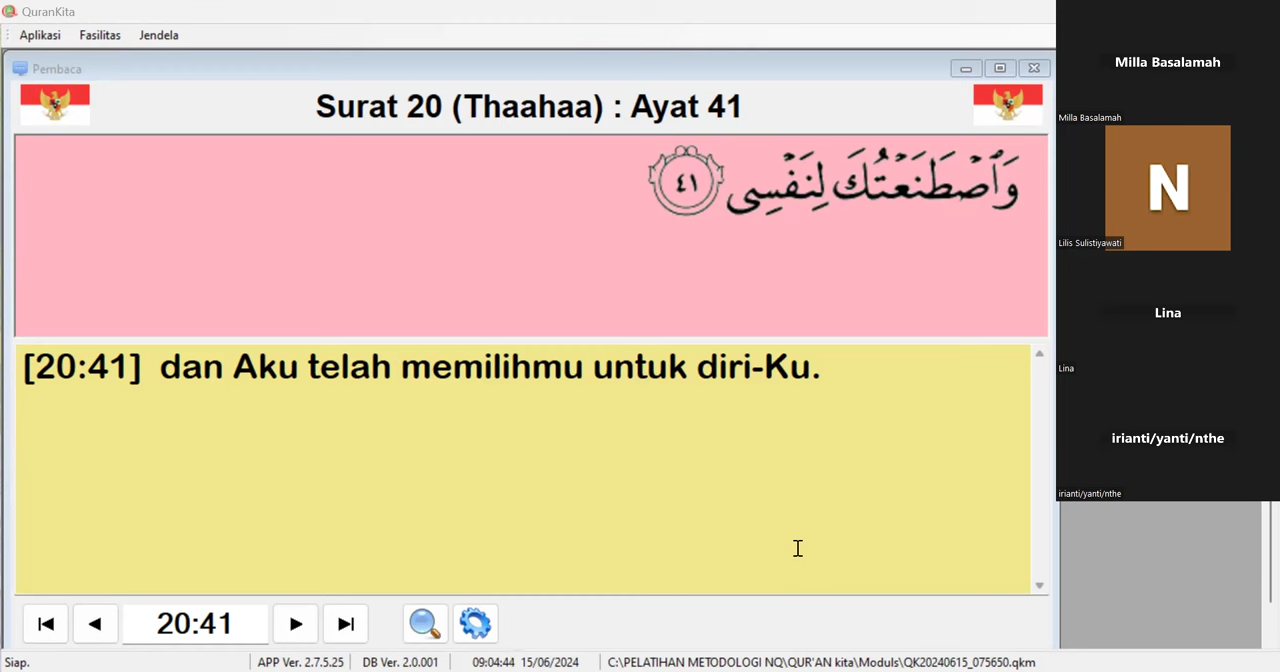 QuranKita
Aplikasi Fasilitas Jendela
Pembaca
Surat 20 (Thaahaa) : Ayat 41
وَٱصۡطَنَعۡتُكَ لِنَفۡسِى ٤١
[20:41] dan Aku telah memilihmu untuk diri-Ku.
20:41
Siap. APP Ver. 2.7.5.25 DB Ver. 2.0.001 09:04:44 15/06/2024 C:\PELATIHAN METODOLOGI NQ\QUR'AN kita\Moduls\QK20240615_075650.qkm
Milla Basalamah
Milla Basalamah
N
Lilis Sulistiyawati
Lina
Lina
irianti/yanti/nthe
irianti/yanti/nthe